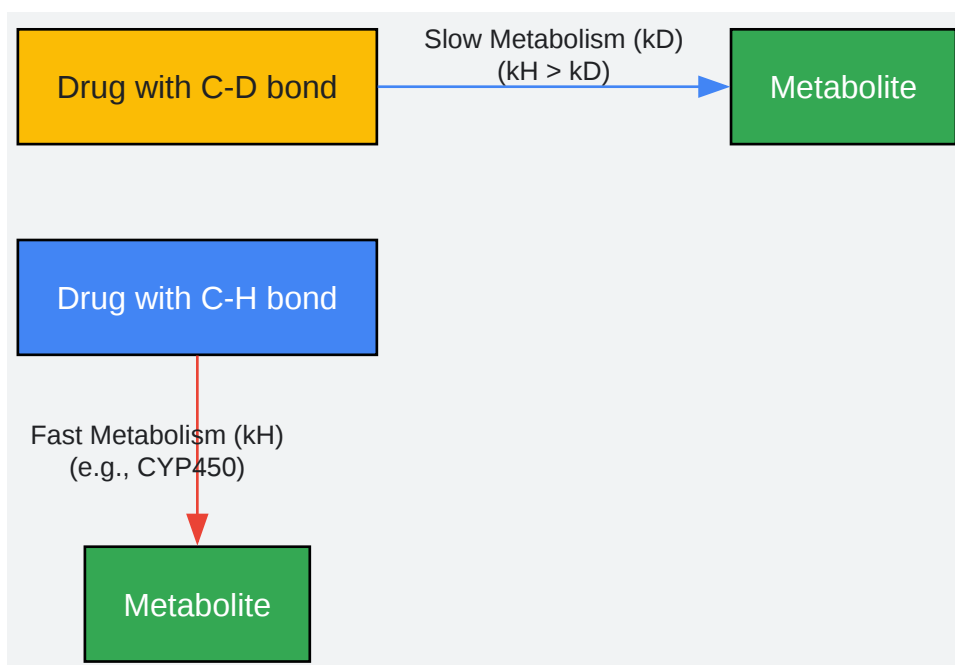 Drug with C-D bond
Slow Metabolism (kD)
(kH > kD)
Metabolite
Drug with C-H bond
Fast Metabolism (kH)
(e.g., CYP450)
Metabolite